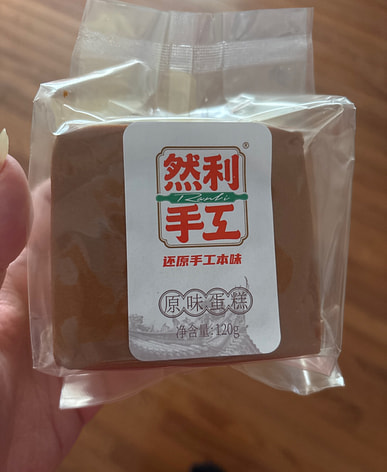 然利®
Ranli
手工
还原手工本味
原味蛋糕
净含量:120g